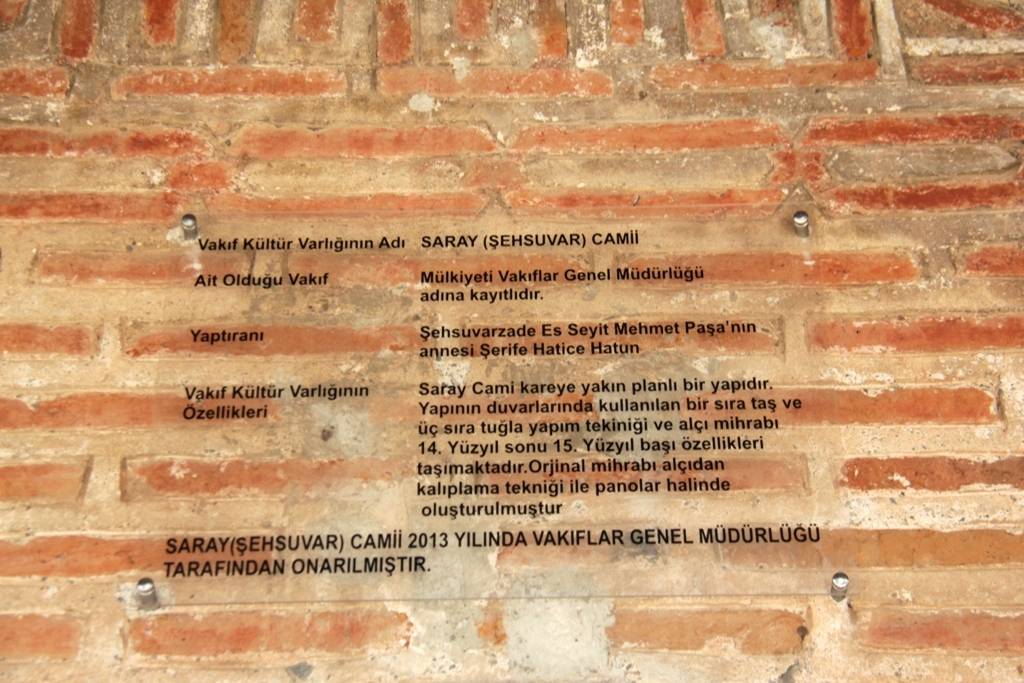 Vakıf Kültür Varlığının Adı SARAY (ŞEHSUVAR) CAMİİ
Ait Olduğu Vakıf Mülkiyeti Vakıflar Genel Müdürlüğü
adına kayıtlıdır.
Yaptıranı Şehsuvarzade Es Seyit Mehmet Paşa'nın
annesi Şerife Hatice Hatun
Vakıf Kültür Varlığının Saray Cami kareye yakın planlı bir yapıdır.
Özellikleri Yapının duvarlarında kullanılan bir sıra taş ve
üç sıra tuğla yapım tekiniği ve alçı mihrabı
14. Yüzyıl sonu 15. Yüzyıl başı özellikleri
taşımaktadır.Orjinal mihrabı alçıdan
kalıplama tekniği ile panolar halinde
oluşturulmuştur
SARAY(ŞEHSUVAR) CAMİİ 2013 YILINDA VAKIFLAR GENEL MÜDÜRLÜĞÜ
TARAFINDAN ONARILMIŞTIR.